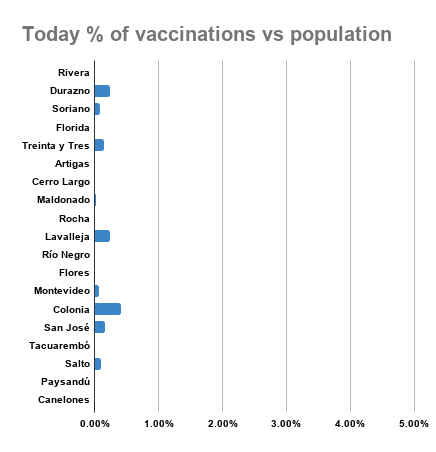 Today % of vaccinations vs population
Rivera
Durazno
Soriano
Florida
Treinta y Tres
Artigas
Cerro Largo
Maldonado
Rocha
Lavalleja
Río Negro
Flores
Montevideo
Colonia
San José
Tacuarembó
Salto
Paysandú
Canelones
0.00% 1.00% 2.00% 3.00% 4.00% 5.00%